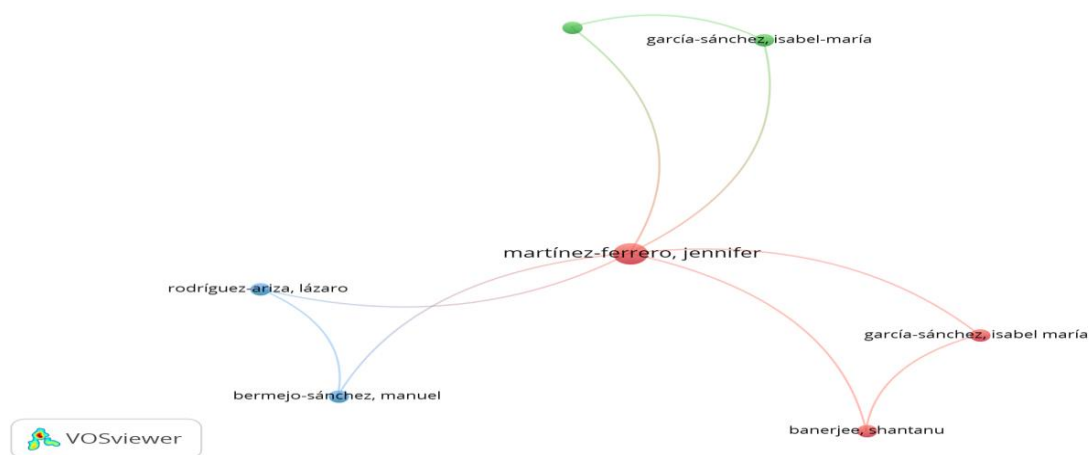 garcía-sánchez, isabel-maría
martínez-ferrero, jennifer
rodríguez-ariza, lázaro
garcía-sánchez, isabel maría
bermejo-sánchez, manuel
banerjee, shantanu
VOSviewer